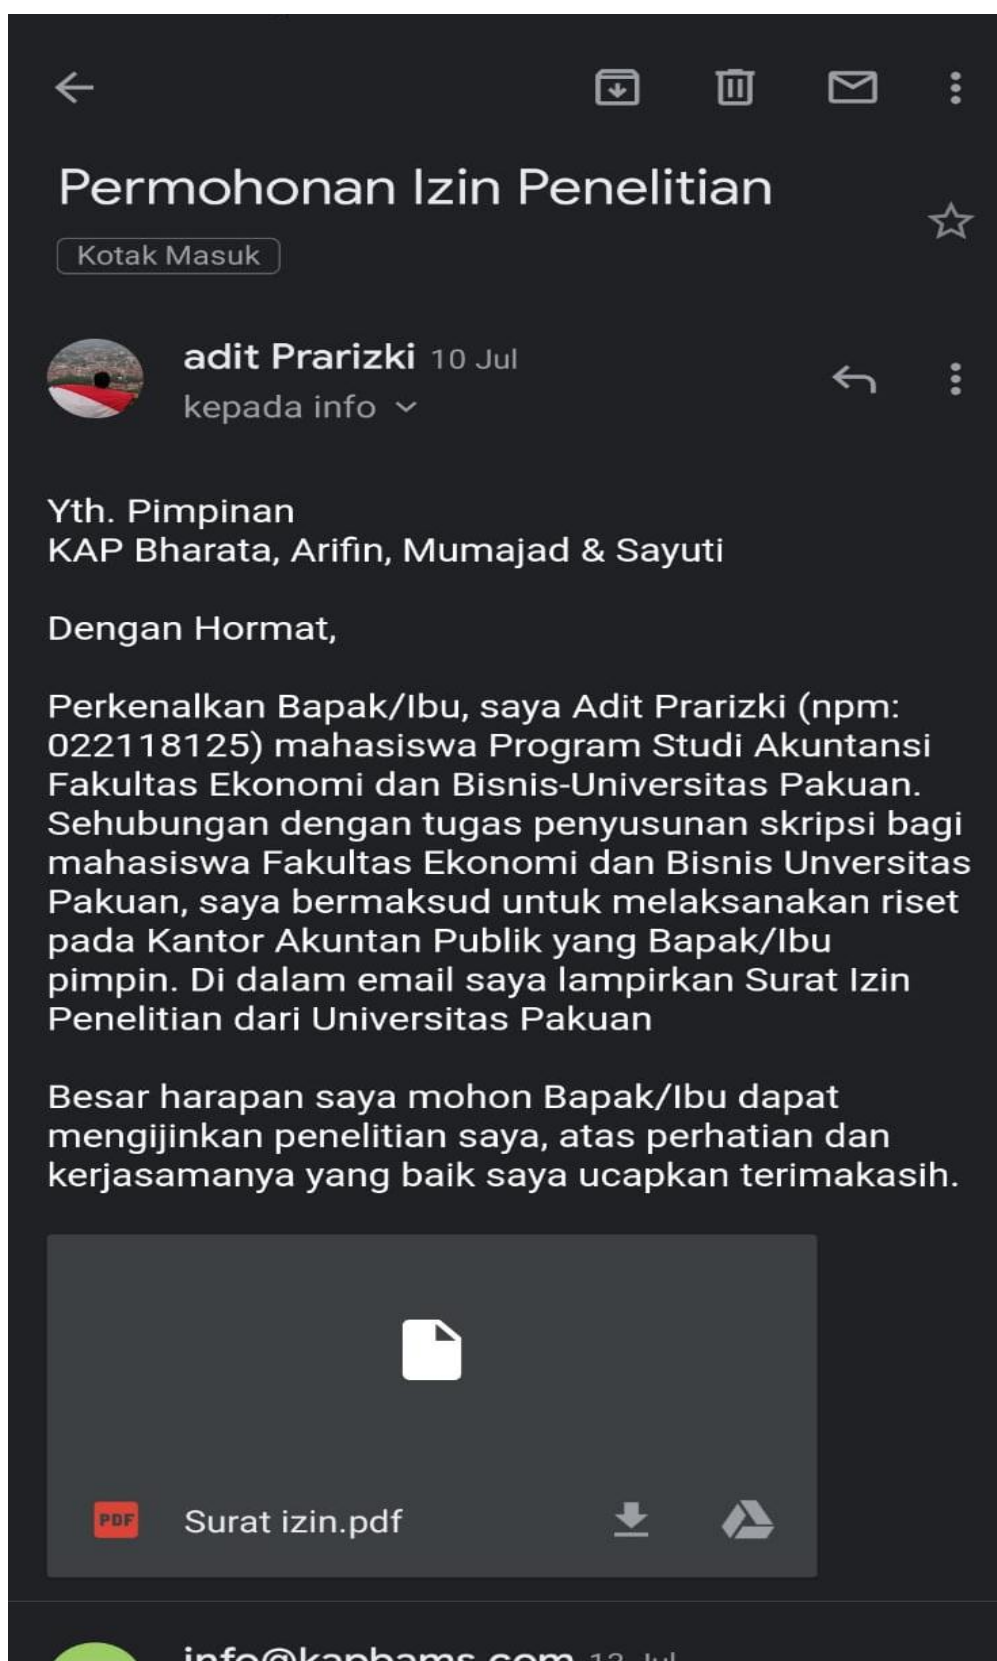 Permohonan Izin Penelitian
Kotak Masuk
adit Prarizki 10 Jul
kepada info
Yth. Pimpinan
KAP Bharata, Arifin, Mumajad & Sayuti
Dengan Hormat,
Perkenalkan Bapak/Ibu, saya Adit Prarizki (npm:
022118125) mahasiswa Program Studi Akuntansi
Fakultas Ekonomi dan Bisnis-Universitas Pakuan.
Sehubungan dengan tugas penyusunan skripsi bagi
mahasiswa Fakultas Ekonomi dan Bisnis Unversitas
Pakuan, saya bermaksud untuk melaksanakan riset
pada Kantor Akuntan Publik yang Bapak/Ibu
pimpin. Di dalam email saya lampirkan Surat Izin
Penelitian dari Universitas Pakuan
Besar harapan saya mohon Bapak/Ibu dapat
mengijinkan penelitian saya, atas perhatian dan
kerjasamanya yang baik saya ucapkan terimakasih.
PDF Surat izin.pdf
info@kapbams.com